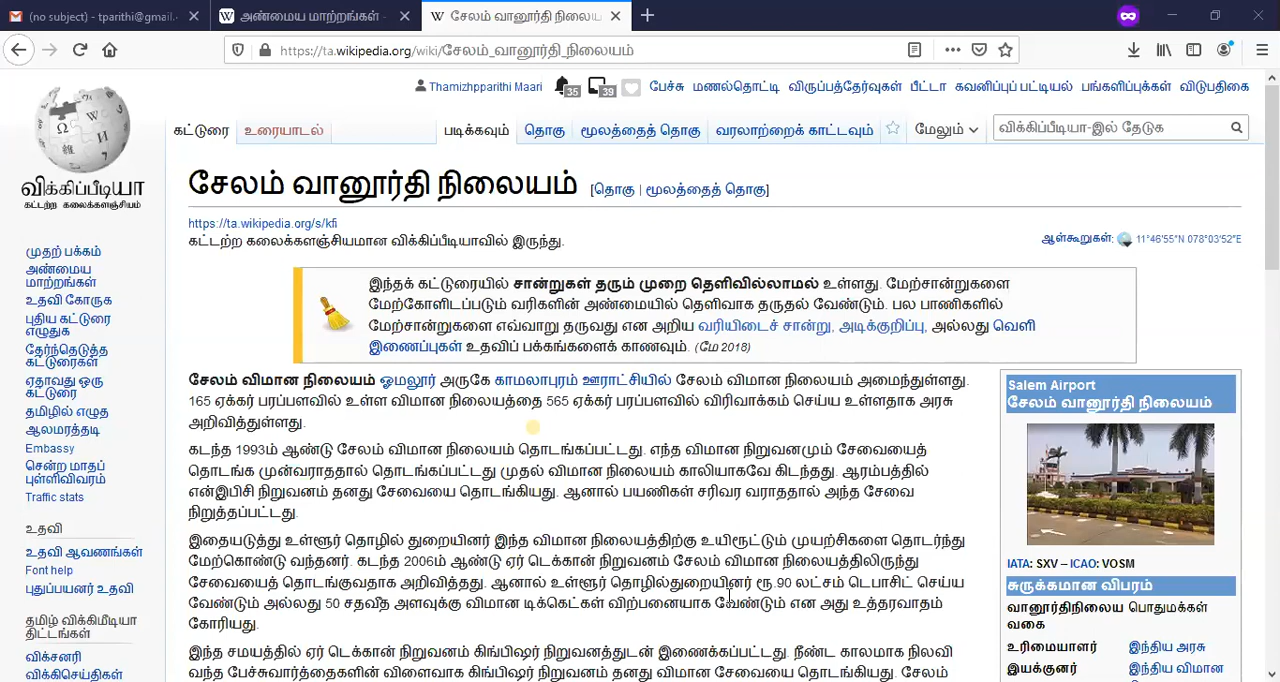 (no subject) - tparithi@gmail.
அண்மைய மாற்றங்கள் -
சேலம் வானூர்தி நிலைய
https://ta.wikipedia.org/wiki/சேலம்_வானூர்தி_நிலையம்
Thamizhpparithi Maari 35 39 பேச்சு மணல்தொட்டி விருப்பத்தேர்வுகள் பீட்டா கவனிப்புப் பட்டியல் பங்களிப்புக்கள் விடுபதிகை
கட்டுரை உரையாடல் படிக்கவும் தொகு மூலத்தைத் தொகு வரலாற்றைக் காட்டவும் மேலும் விக்கிப்பீடியா-இல் தேடுக
விக்கிப்பீடியா
கட்டற்ற கலைக்களஞ்சியம்
முதற் பக்கம்
அண்மைய
மாற்றங்கள்
உதவி கோருக
புதிய கட்டுரை
எழுதுக
தேர்ந்தெடுத்த
கட்டுரைகள்
ஏதாவது ஒரு
கட்டுரை
தமிழில் எழுத
ஆலமரத்தடி
Embassy
சென்ற மாதப்
புள்ளிவிவரம்
Traffic stats
உதவி
உதவி ஆவணங்கள்
Font help
புதுப்பயனர் உதவி
தமிழ் விக்கிமீடியா
திட்டங்கள்
விக்சனரி
விக்கிசெய்திகள்
சேலம் வானூர்தி நிலையம் [தொகு | மூலத்தைத் தொகு]
https://ta.wikipedia.org/s/kfi
கட்டற்ற கலைக்களஞ்சியமான விக்கிப்பீடியாவில் இருந்து.
ஆள்கூறுகள்: 11°46′55″N 078°03′52″E
இந்தக் கட்டுரையில் சான்றுகள் தரும் முறை தெளிவில்லாமல் உள்ளது. மேற்சான்றுகளை
மேற்கோளிடப்படும் வரிகளின் அண்மையில் தெளிவாக தருதல் வேண்டும். பல பாணிகளில்
மேற்சான்றுகளை எவ்வாறு தருவது என அறிய வரியிடைச் சான்று, அடிக்குறிப்பு, அல்லது வெளி
இணைப்புகள் உதவிப் பக்கங்களைக் காணவும். (மே 2018)
சேலம் விமான நிலையம் ஓமலூர் அருகே காமலாபுரம் ஊராட்சியில் சேலம் விமான நிலையம் அமைந்துள்ளது.
165 ஏக்கர் பரப்பளவில் உள்ள விமான நிலையத்தை 565 ஏக்கர் பரப்பளவில் விரிவாக்கம் செய்ய உள்ளதாக அரசு
அறிவித்துள்ளது.
கடந்த 1993ம் ஆண்டு சேலம் விமான நிலையம் தொடங்கப்பட்டது. எந்த விமான நிறுவனமும் சேவையைத்
தொடங்க முன்வராததால் தொடங்கப்பட்டது முதல் விமான நிலையம் காலியாகவே கிடந்தது. ஆரம்பத்தில்
என்இபிசி நிறுவனம் தனது சேவையை தொடங்கியது. ஆனால் பயணிகள் சரிவர வராததால் அந்த சேவை
நிறுத்தப்பட்டது.
இதையடுத்து உள்ளூர் தொழில் துறையினர் இந்த விமான நிலையத்திற்கு உயிரூட்டும் முயற்சிகளை தொடர்ந்து
மேற்கொண்டு வந்தனர். கடந்த 2006ம் ஆண்டு ஏர் டெக்கான் நிறுவனம் சேலம் விமான நிலையத்திலிருந்து
சேவையைத் தொடங்குவதாக அறிவித்தது. ஆனால் உள்ளூர் தொழில்துறையினர் ரூ.90 லட்சம் டெபாசிட் செய்ய
வேண்டும் அல்லது 50 சதவீத அளவுக்கு விமான டிக்கெட்கள் விற்பனையாக வேண்டும் என அது உத்தரவாதம்
கோரியது.
இந்த சமயத்தில் ஏர் டெக்கான் நிறுவனம் கிங்பிஷர் நிறுவனத்துடன் இணைக்கப்பட்டது. நீண்ட காலமாக நிலவி
வந்த பேச்சுவார்த்தைகளின் விளைவாக கிங்பிஷர் நிறுவனம் தனது விமான சேவையை தொடங்கியது. சேலம்
Salem Airport
சேலம் வானூர்தி நிலையம்
IATA: SXV – ICAO: VOSM
சுருக்கமான விபரம்
வானூர்திநிலைய பொதுமக்கள்
வகை
உரிமையாளர் இந்திய அரசு
இயக்குனர் இந்திய விமான